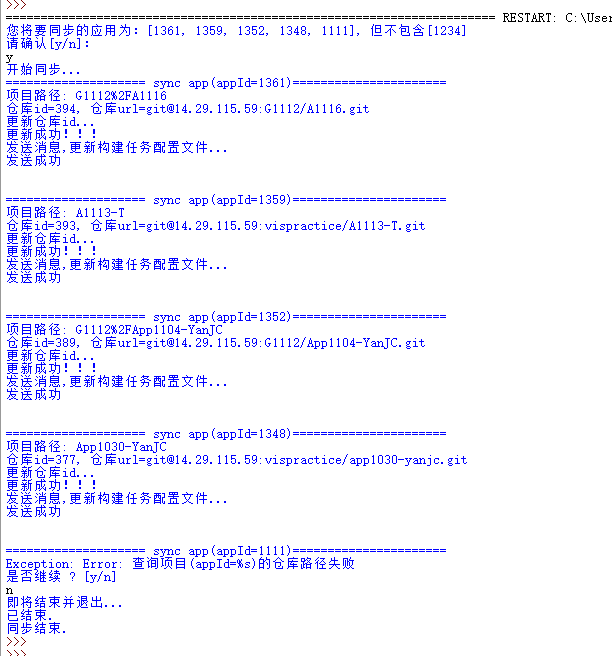 >>>
====================================================================== RESTART: C:\User
您将要同步的应用为: [1361, 1359, 1352, 1348, 1111], 但不包含[1234]
请确认[y/n]:
y
开始同步...
==================== sync app(appId=1361)======================
项目路径: G1112%2FA1116
仓库id=394, 仓库url=git@14.29.115.59:G1112/A1116.git
更新仓库id...
更新成功!!!
发送消息,更新构建任务配置文件...
发送成功
==================== sync app(appId=1359)======================
项目路径: A1113-T
仓库id=393, 仓库url=git@14.29.115.59:vispractice/A1113-T.git
更新仓库id...
更新成功!!!
发送消息,更新构建任务配置文件...
发送成功
==================== sync app(appId=1352)======================
项目路径: G1112%2FApp1104-YanJC
仓库id=389, 仓库url=git@14.29.115.59:G1112/App1104-YanJC.git
更新仓库id...
更新成功!!!
发送消息,更新构建任务配置文件...
发送成功
==================== sync app(appId=1348)======================
项目路径: App1030-YanJC
仓库id=377, 仓库url=git@14.29.115.59:vispractice/app1030-yanjc.git
更新仓库id...
更新成功!!!
发送消息,更新构建任务配置文件...
发送成功
==================== sync app(appId=1111)======================
Exception: Error: 查询项目(appId=%s)的仓库路径失败
是否继续 ? [y/n]
n
即将结束并退出...
已结束.
同步结束.
>>>
>>>